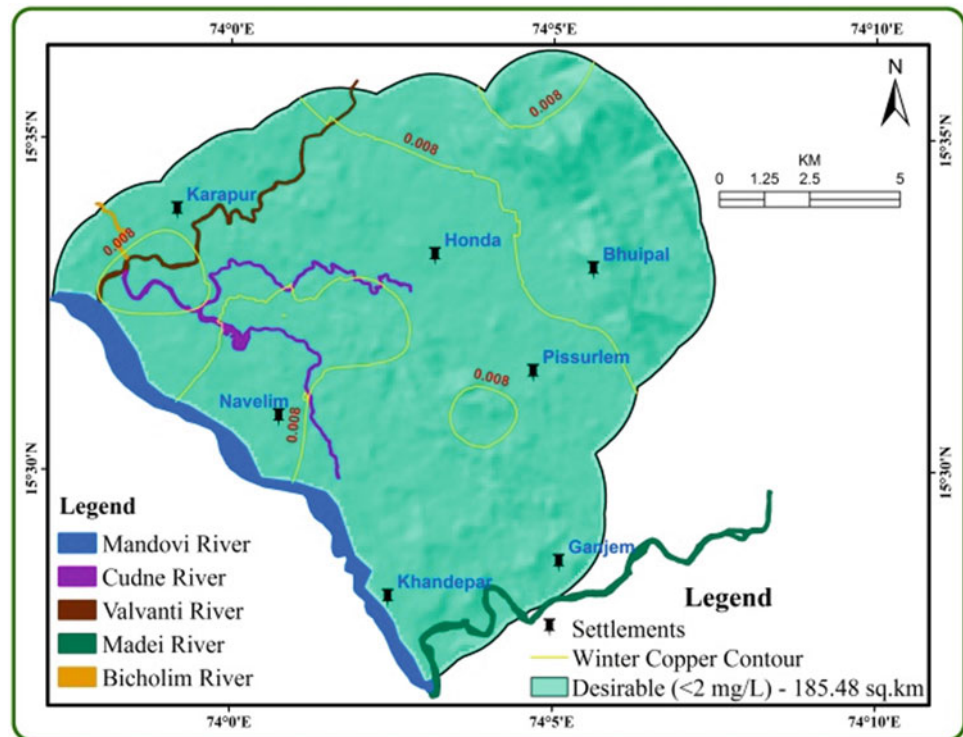 74°0'E 74°5'E 74°10'E
N
15°35'N 15°35'N
KM
0 1.25 2.5 5
0.008
0.008
Karapur
0.008
Honda
Bhuipal
Pissurlem
0.008
Navelim
0.008
15°30'N 15°30'N
Ganjem
Khandepar
Legend
Mandovi River
Cudne River
Valvanti River
Madei River
Bicholim River
Legend
Settlements
Winter Copper Contour
Desirable (<2 mg/L) - 185.48 sq.km
74°0'E 74°5'E 74°10'E